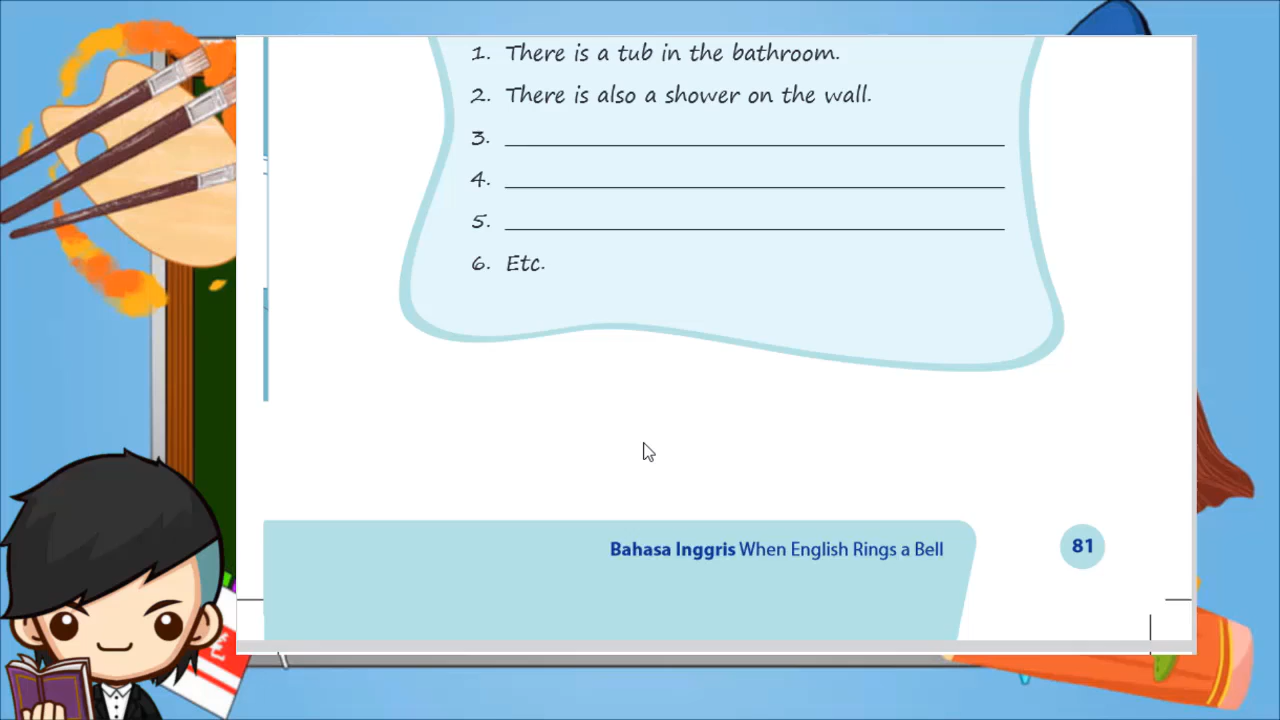 1. There is a tub in the bathroom.
2. There is also a shower on the wall.
3.
4.
5.
6. Etc.
Bahasa Inggris When English Rings a Bell
81